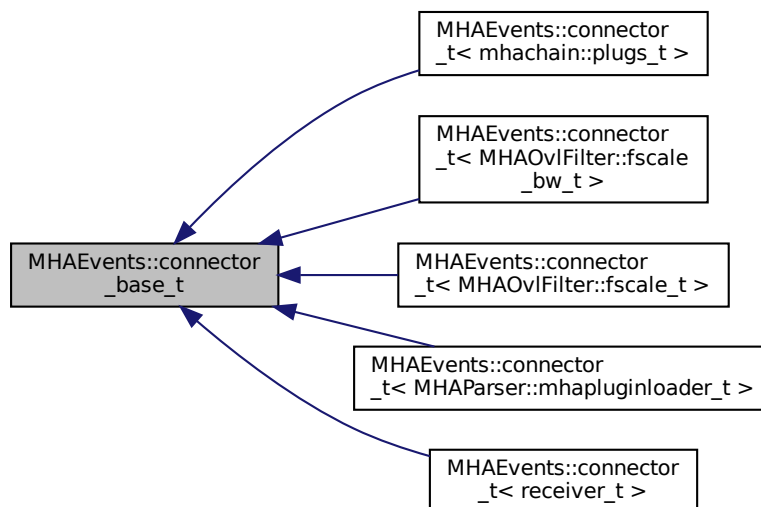 MHAEvents::connector
_t< mhachain::plugs_t >
MHAEvents::connector
_t< MHAOvlFilter::fscale
_bw_t >
MHAEvents::connector
_base_t
MHAEvents::connector
_t< MHAOvlFilter::fscale_t >
MHAEvents::connector
_t< MHAParser::mhapluginloader_t >
MHAEvents::connector
_t< receiver_t >